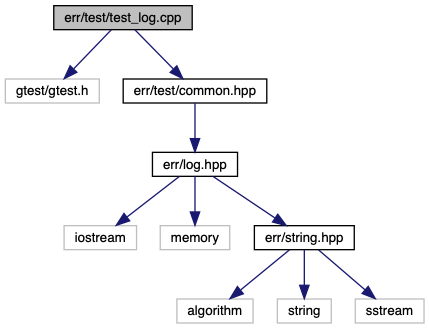 err/test/test_log.cpp
gtest/gtest.h
err/test/common.hpp
err/log.hpp
iostream
memory
err/string.hpp
algorithm
string
sstream